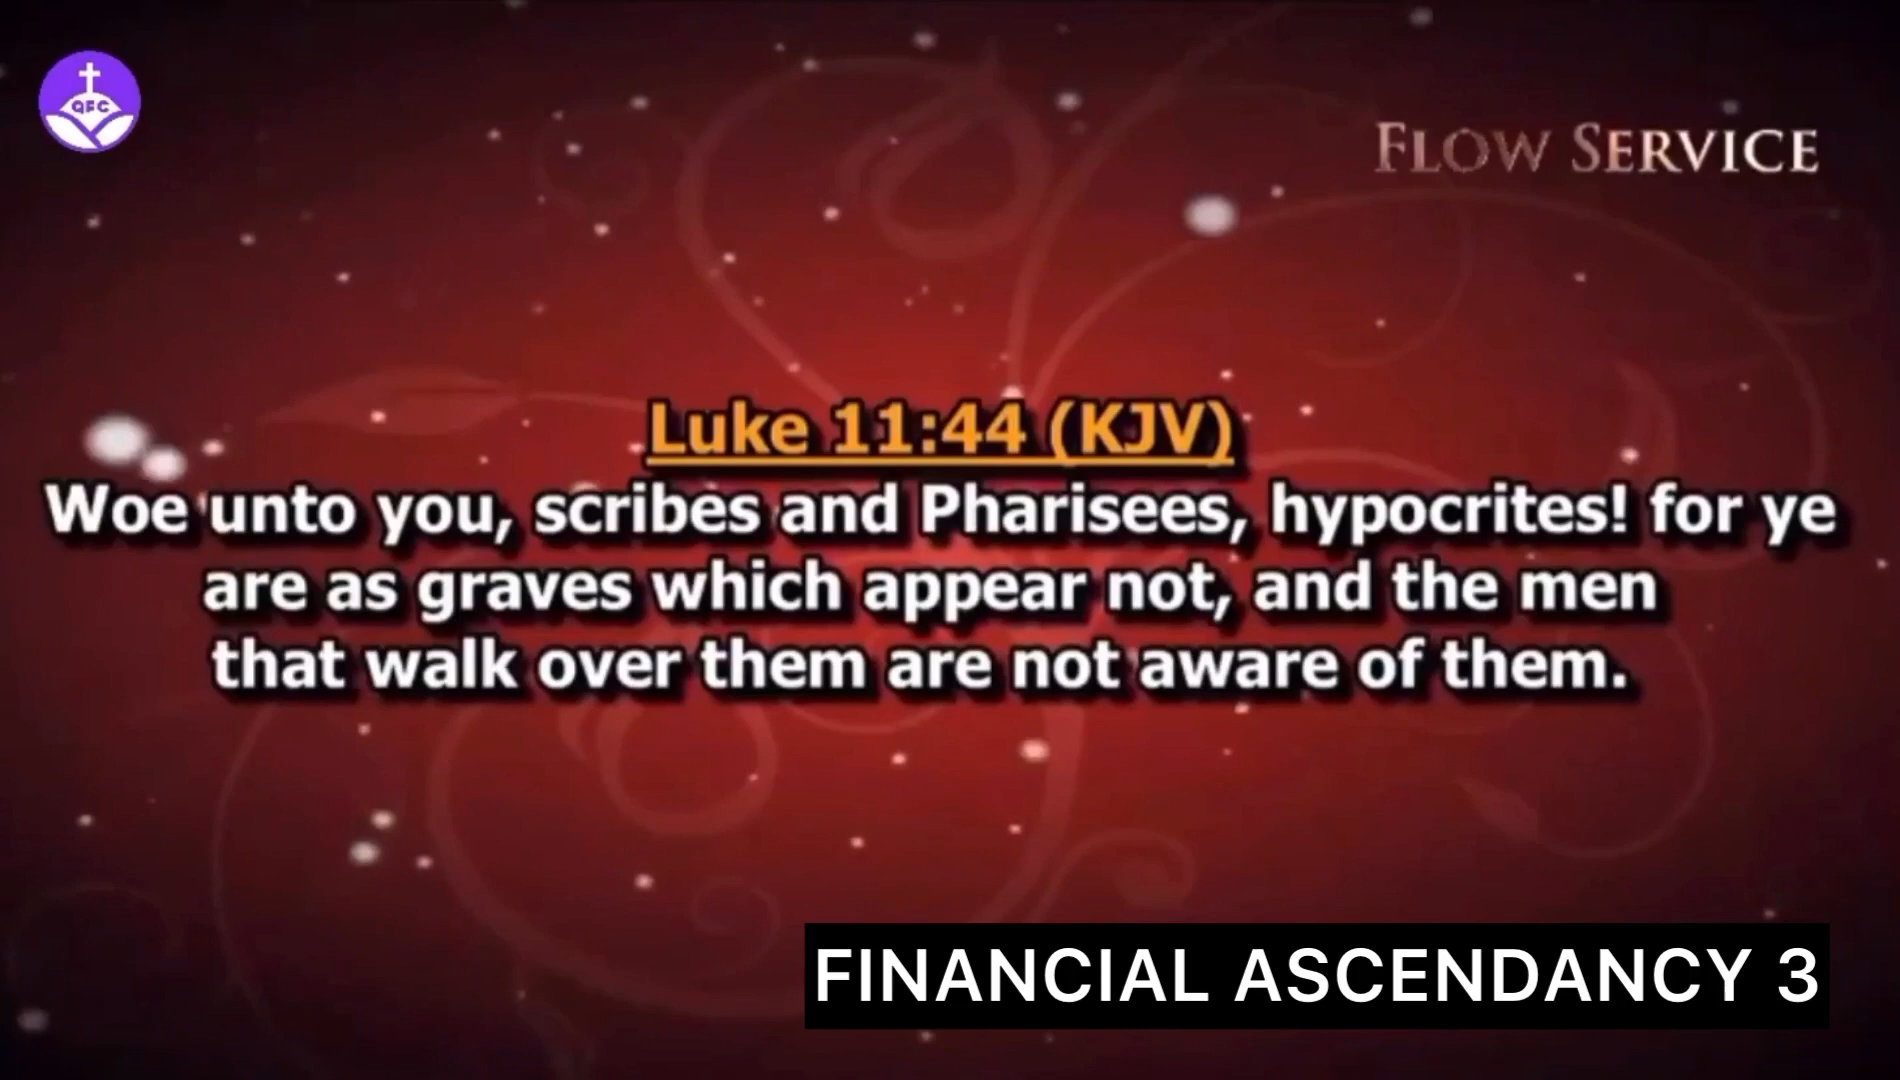 QFC
FLOW SERVICE
Luke 11:44 (KJV)
Woe unto you, scribes and Pharisees, hypocrites! for ye
are as graves which appear not, and the men
that walk over them are not aware of them.
FINANCIAL ASCENDANCY 3